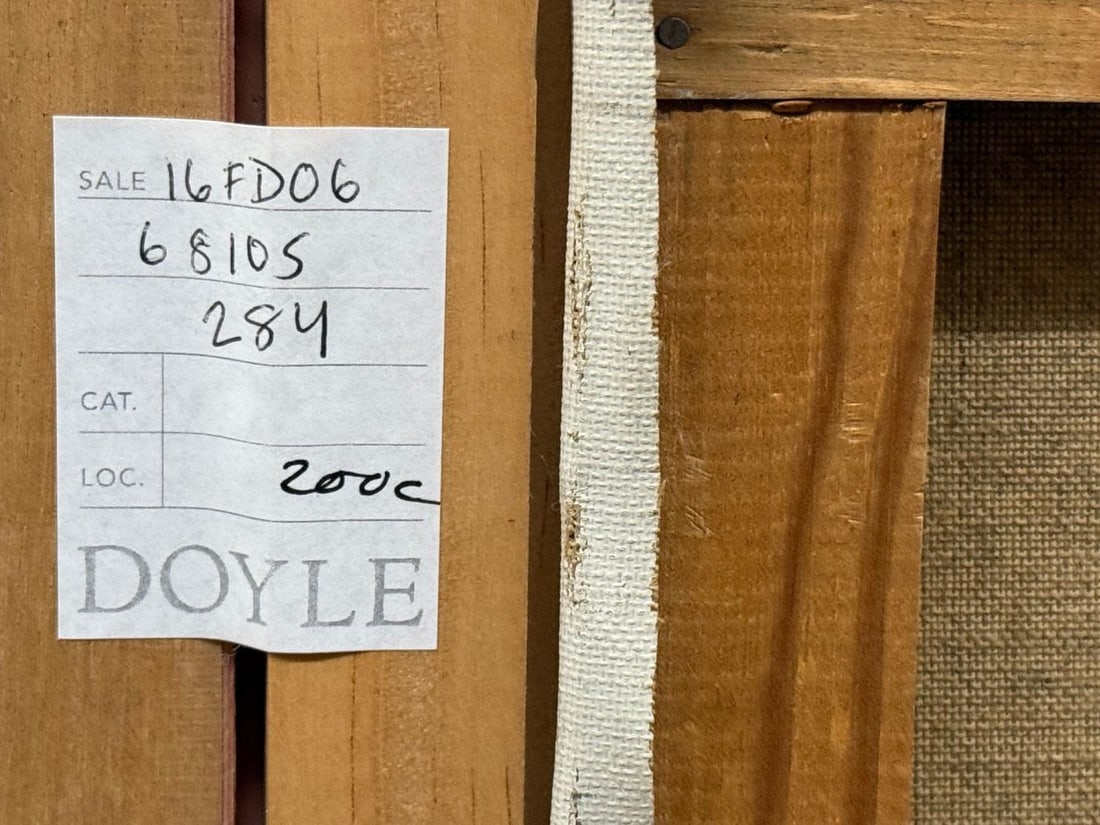 SALE 16FD06
68105
284
CAT.
LOC. 200c
DOYLE